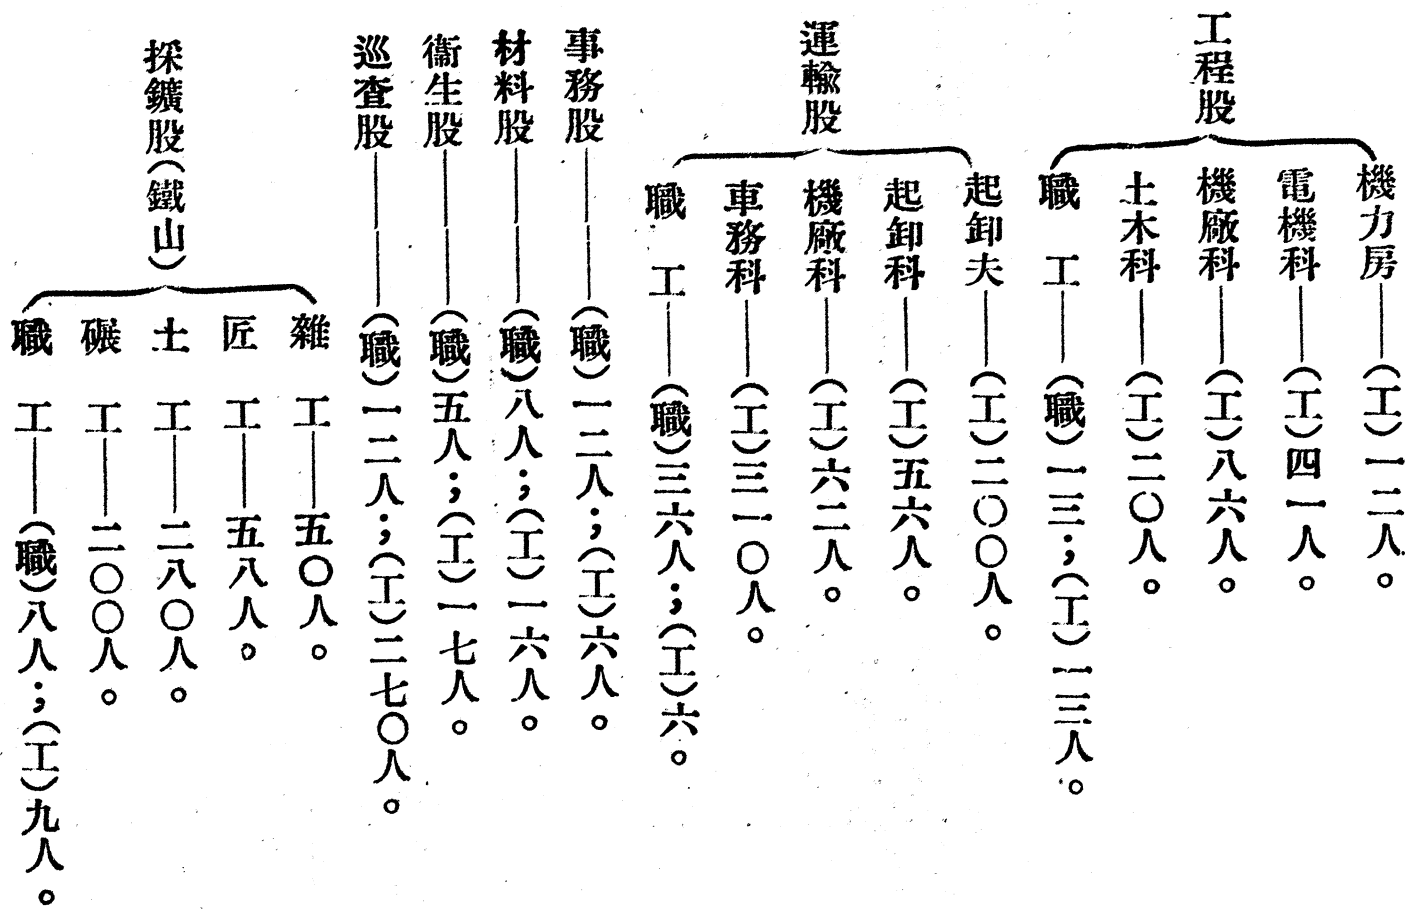 工程股
機力房——(工)一二人。
電機科——(工)四一人。
機廠科——(工)八六人。
土木科——(工)二〇人。
職工——(職)一三;(工)一三人。
運輸股
起卸夫——(工)二〇〇人。
起卸科——(工)五六人。
機廠科——(工)六二人。
車務科——(工)三一〇人。
職工——(職)三六人;(工)六。
事務股——(職)一二人;(工)六人。
材料股——(職)八人;(工)一六人。
衞生股——(職)五人;(工)一七人。
巡查股——(職)一二人;(工)二七〇人。
採鑛股(鐵山)
雜工——五〇人。
匠工——五八人。
土工——二八〇人。
碾工——二〇〇人。
職工——(職)八人;(工)九人。